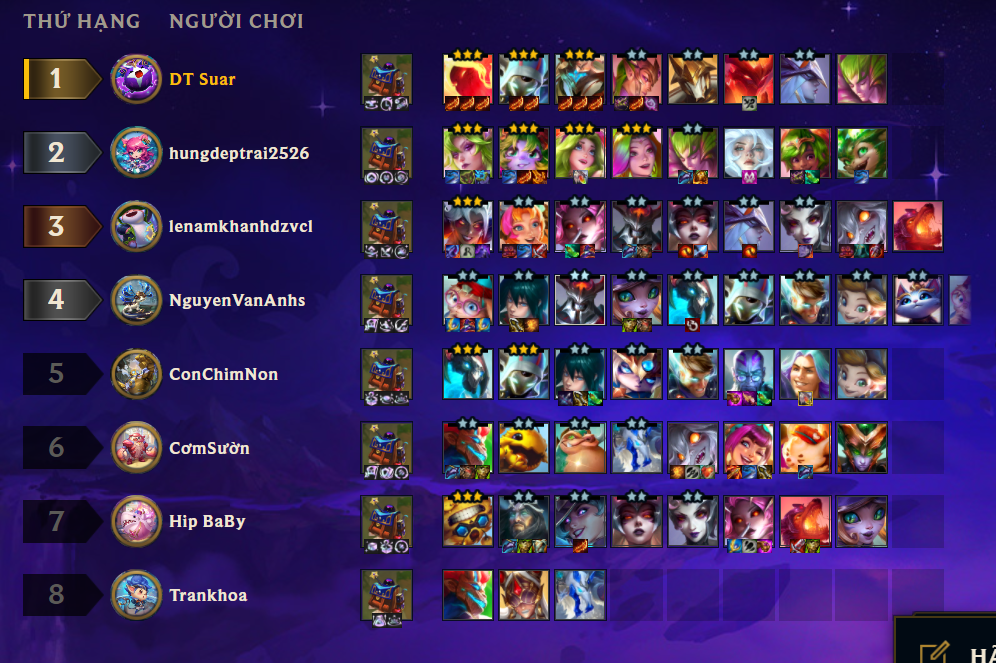 THỨ HẠNG NGƯỜI CHƠI
1 DT Suar
2 hungdeptrai2526
3 lenamkhanhdzvcl
4 NguyenVanAnhs
5 ConChimNon
6 CơmSườn
7 Hip BaBy
8 Trankhoa